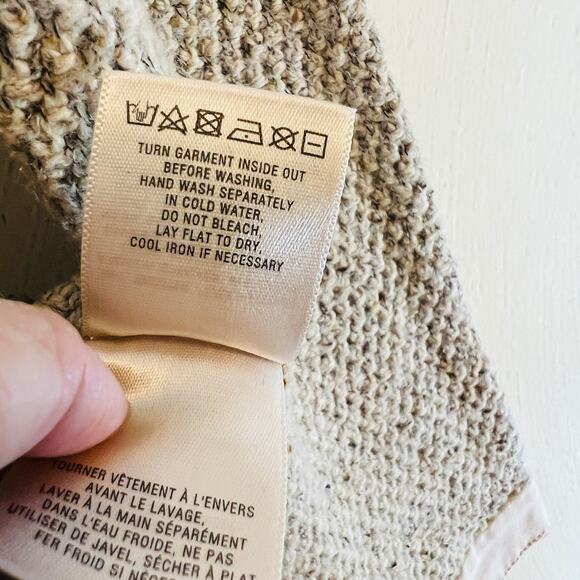 TURN GARMENT INSIDE OUT
BEFORE WASHING,
HAND WASH SEPARATELY
IN COLD WATER,
DO NOT BLEACH,
LAY FLAT TO DRY,
COOL IRON IF NECESSARY
TOURNER VÊTEMENT À L'ENVERS
AVANT LE LAVAGE,
LAVER À LA MAIN SÉPARÉMENT
DANS L'EAU FROIDE, NE PAS
UTILISER DE JAVEL, SÉCHER À PLAT
FER FROID SI